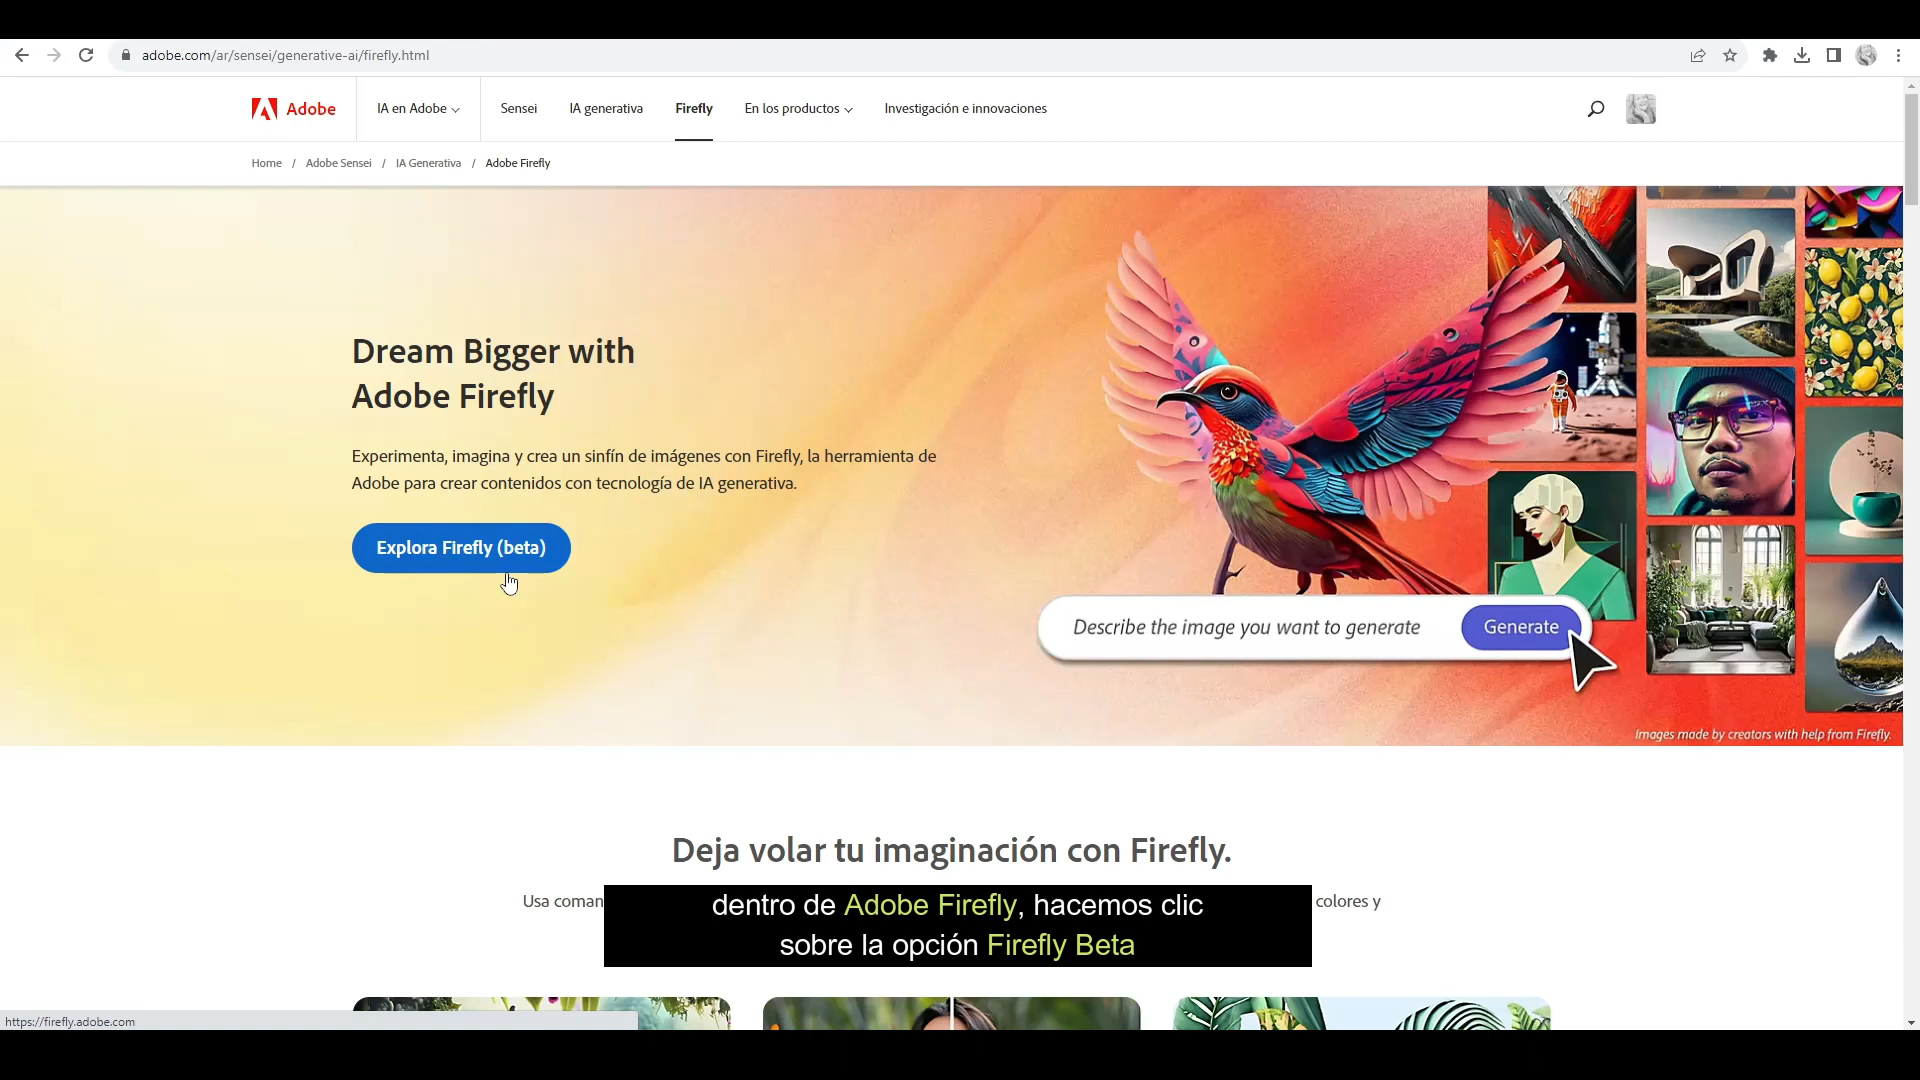 adobe.com/ar/sensei/generative-ai/firefly.html
Adobe
IA en Adobe
Sensei
IA generativa
Firefly
En los productos
Investigación e innovaciones
Home / Adobe Sensei / IA Generativa / Adobe Firefly
Dream Bigger with
Adobe Firefly
Experimenta, imagina y crea un sinfín de imágenes con Firefly, la herramienta de
Adobe para crear contenidos con tecnología de IA generativa.
Explora Firefly (beta)
Describe the image you want to generate
Generate
Images made by creators with help from Firefly.
Deja volar tu imaginación con Firefly.
Usa coman
colores y
dentro de Adobe Firefly, hacemos clic
sobre la opción Firefly Beta
https://firefly.adobe.com